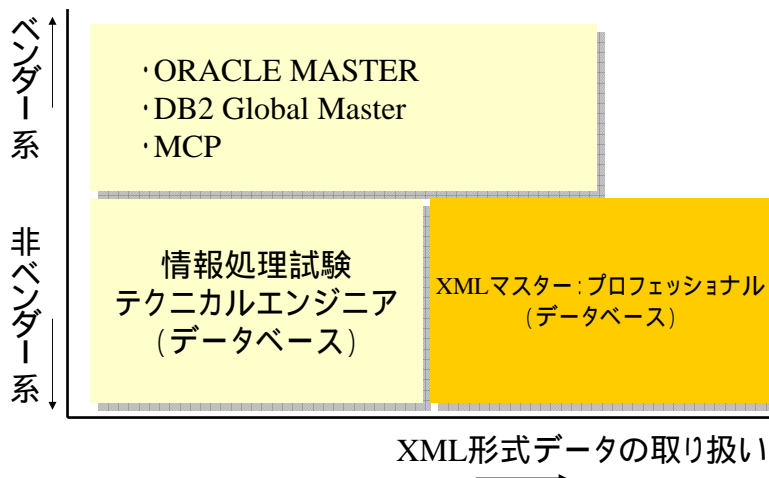 ベンダー系
・ORACLE MASTER
・DB2 Global Master
・MCP
非ベンダー系
情報処理試験
テクニカルエンジニア
(データベース)
XMLマスター:プロフェッショナル
(データベース)
XML形式データの取り扱い